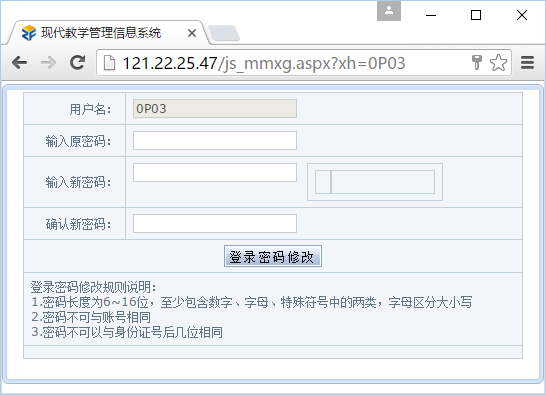 现代教学管理信息系统
121.22.25.47/js_mmxg.aspx?xh=0P03
用户名： 0P03
输入原密码：
输入新密码：
确认新密码：
登录密码修改
登录密码修改规则说明：
1.密码长度为6~16位，至少包含数字、字母、特殊符号中的两类，字母区分大小写
2.密码不可与账号相同
3.密码不可以与身份证号后几位相同